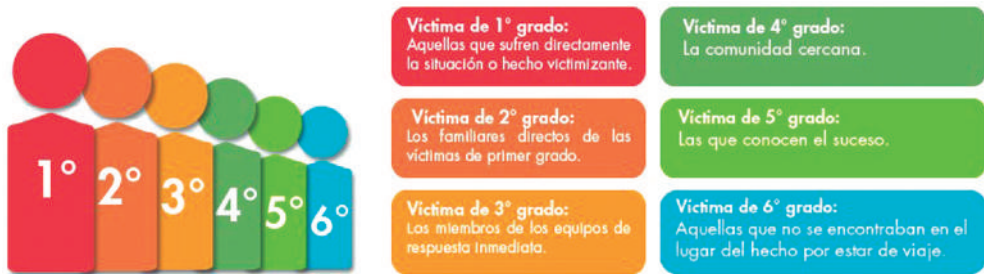 1°
2°
3°
4°
5°
6°
Víctima de 1° grado:
Aquellas que sufren directamente
la situación o hecho victimizante.
Víctima de 2° grado:
Los familiares directos de las
víctimas de primer grado.
Víctima de 3° grado:
Los miembros de los equipos de
respuesta inmediata.
Víctima de 4° grado:
La comunidad cercana.
Víctima de 5° grado:
Las que conocen el suceso.
Víctima de 6° grado:
Aquellas que no se encontraban en el
lugar del hecho por estar de viaje.